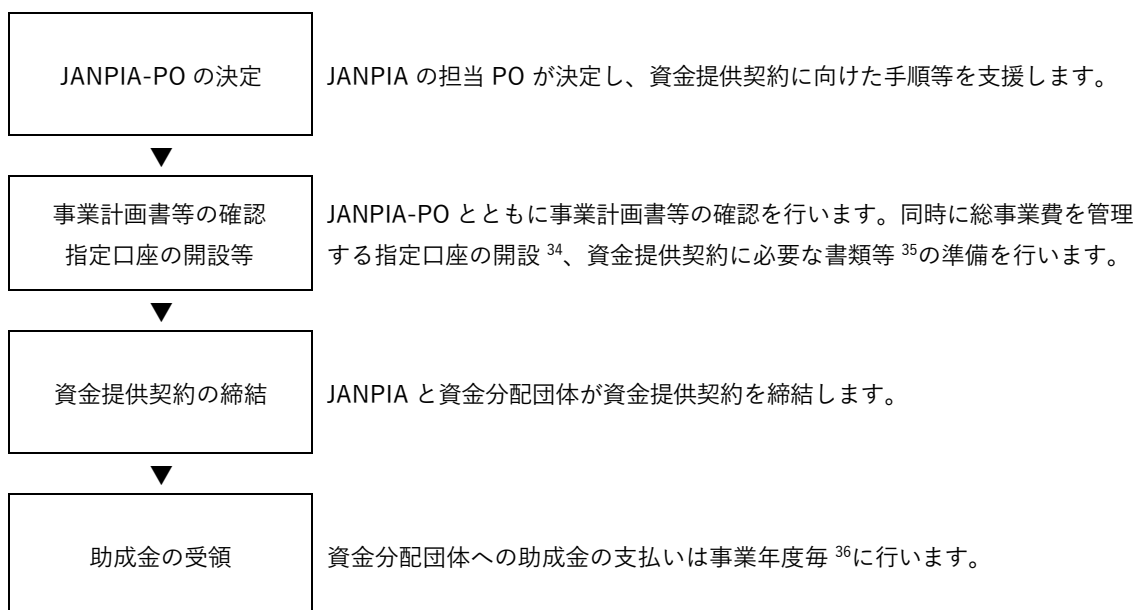 JANPIA-PO の決定
JANPIA の担当 PO が決定し、資金提供契約に向けた手順等を支援します。
▼
事業計画書等の確認
指定口座の開設等
JANPIA-PO とともに事業計画書等の確認を行います。同時に総事業費を管理
する指定口座の開設 34、資金提供契約に必要な書類等 35の準備を行います。
▼
資金提供契約の締結
JANPIA と資金分配団体が資金提供契約を締結します。
▼
助成金の受領
資金分配団体への助成金の支払いは事業年度毎 36に行います。